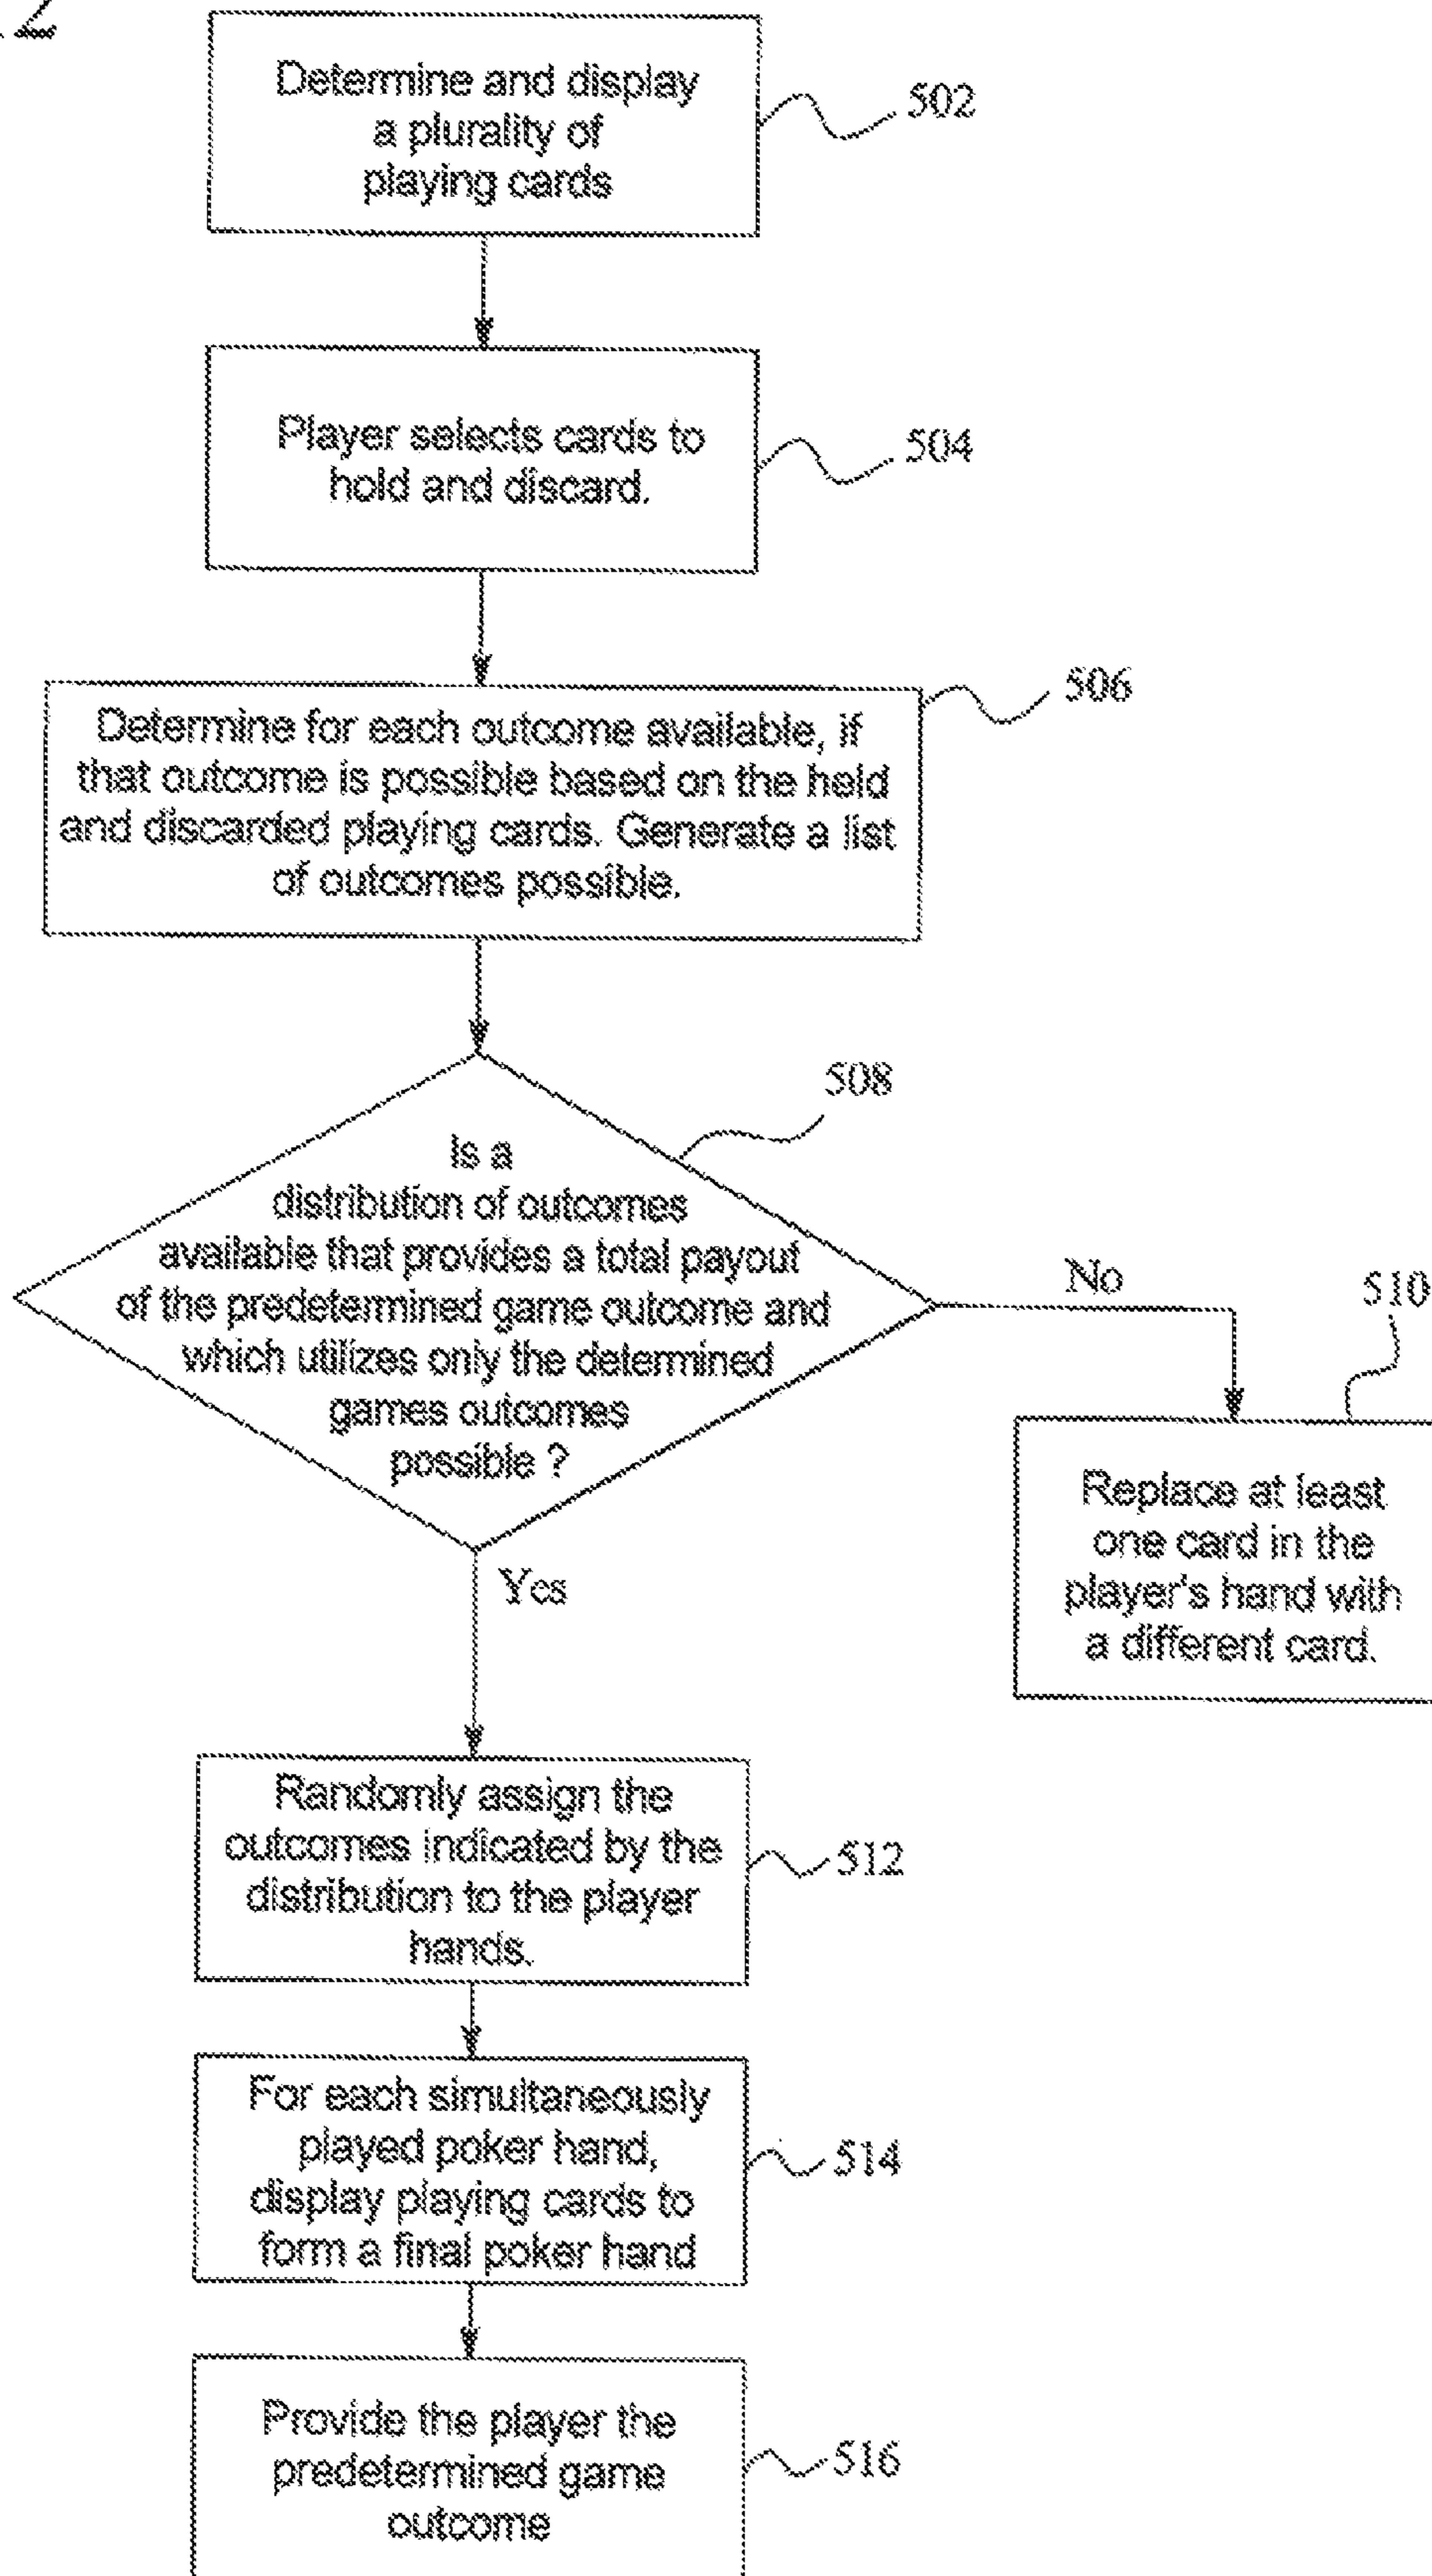 2
Determine and display
a plurality of
playing cards
502
Player selects cards to
hold and discard.
504
506
Determine for each outcome available, if
that outcome is possible based on the held
and discarded playing cards. Generate a list
of outcomes possible.
508
Is a
distribution of outcomes
available that provides a total payout
of the predetermined game outcome and
which utilizes only the determined
games outcomes
possible ?
No
510
Replace at least
one card in the
player's hand with
a different card.
Yes
Randomly assign the
outcomes indicated by the
distribution to the player
hands.
512
For each simultaneously
played poker hand,
display playing cards to
form a final poker hand
514
Provide the player the
predetermined game
outcome
516